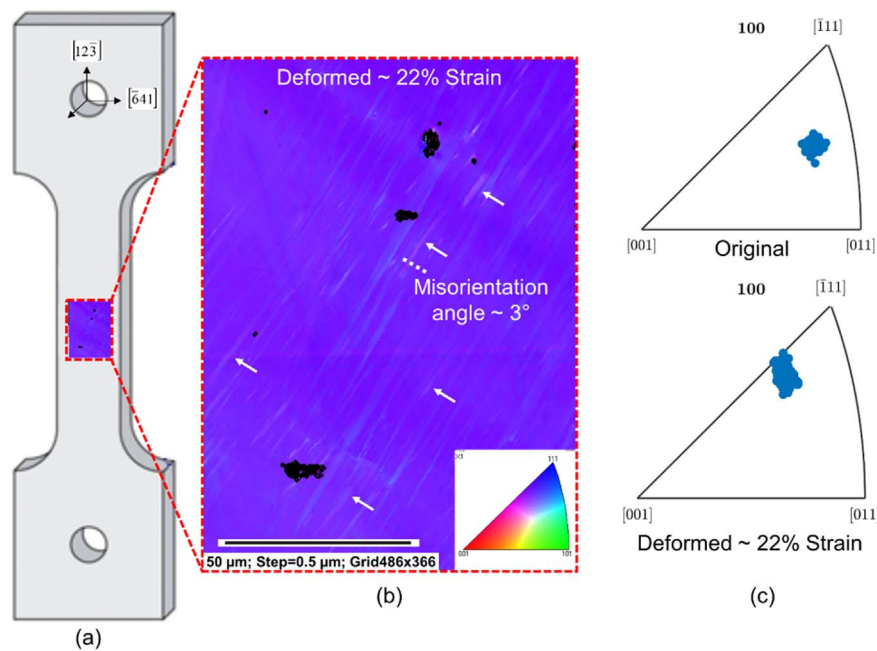 [123̄]
[6̄41]
(a)
Deformed ~ 22% Strain
Misorientation
angle ~ 3°
X1
111
001
101
50 µm; Step=0.5 µm; Grid486x366
(b)
100
[1̄11]
[001]
[011]
Original
100
[1̄11]
[001]
[011]
Deformed ~ 22% Strain
(c)